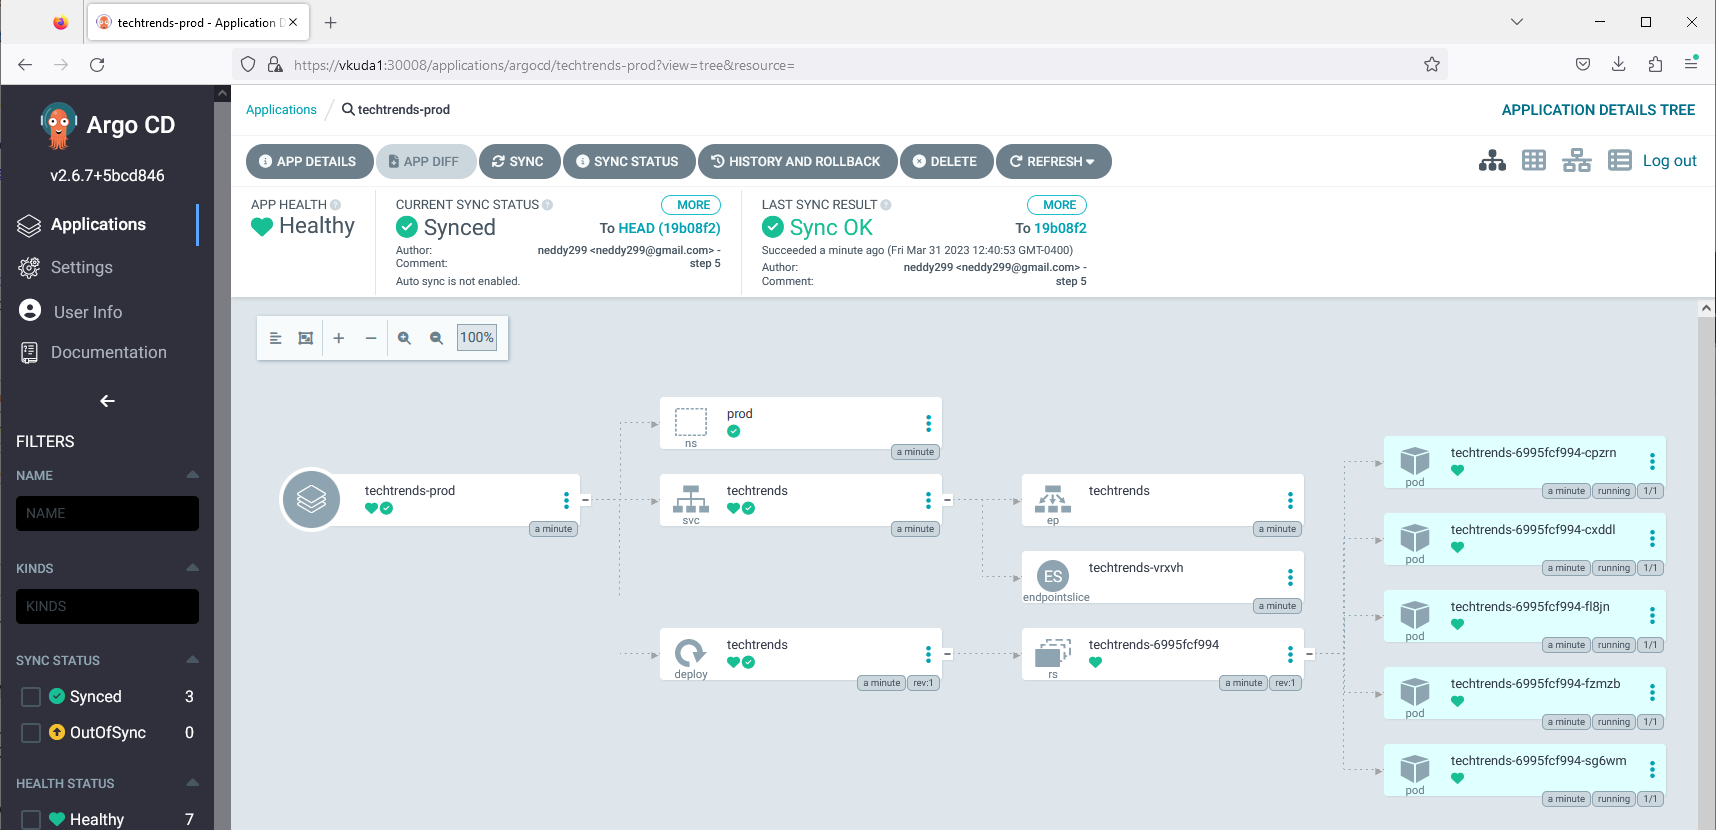 techtrends-prod - Application D
https://vkuda1:30008/applications/argocd/techtrends-prod?view=tree&resource=
Argo CD
v2.6.7+5bcd846
Applications
Settings
User Info
Documentation
FILTERS
NAME
NAME
KINDS
KINDS
SYNC STATUS
Synced 3
OutOfSync 0
HEALTH STATUS
Healthy 7
Applications / techtrends-prod
APPLICATION DETAILS TREE
APP DETAILS
APP DIFF
SYNC
SYNC STATUS
HISTORY AND ROLLBACK
DELETE
REFRESH
Log out
APP HEALTH
Healthy
CURRENT SYNC STATUS
MORE
Synced
To HEAD (19b08f2)
Author: neddy299 <neddy299@gmail.com> -
Comment: step 5
Auto sync is not enabled.
LAST SYNC RESULT
MORE
Sync OK
To 19b08f2
Succeeded a minute ago (Fri Mar 31 2023 12:40:53 GMT-0400)
Author: neddy299 <neddy299@gmail.com> -
Comment: step 5
100%
techtrends-prod
a minute
prod
ns
a minute
techtrends
svc
a minute
techtrends
deploy
a minute rev:1
techtrends
ep
a minute
ES
techtrends-vrxvh
endpointslice
a minute
techtrends-6995fcf994
rs
a minute rev:1
techtrends-6995fcf994-cpzrn
pod
a minute running 1/1
techtrends-6995fcf994-cxddl
pod
a minute running 1/1
techtrends-6995fcf994-fl8jn
pod
a minute running 1/1
techtrends-6995fcf994-fzmzb
pod
a minute running 1/1
techtrends-6995fcf994-sg6wm
pod
a minute running 1/1